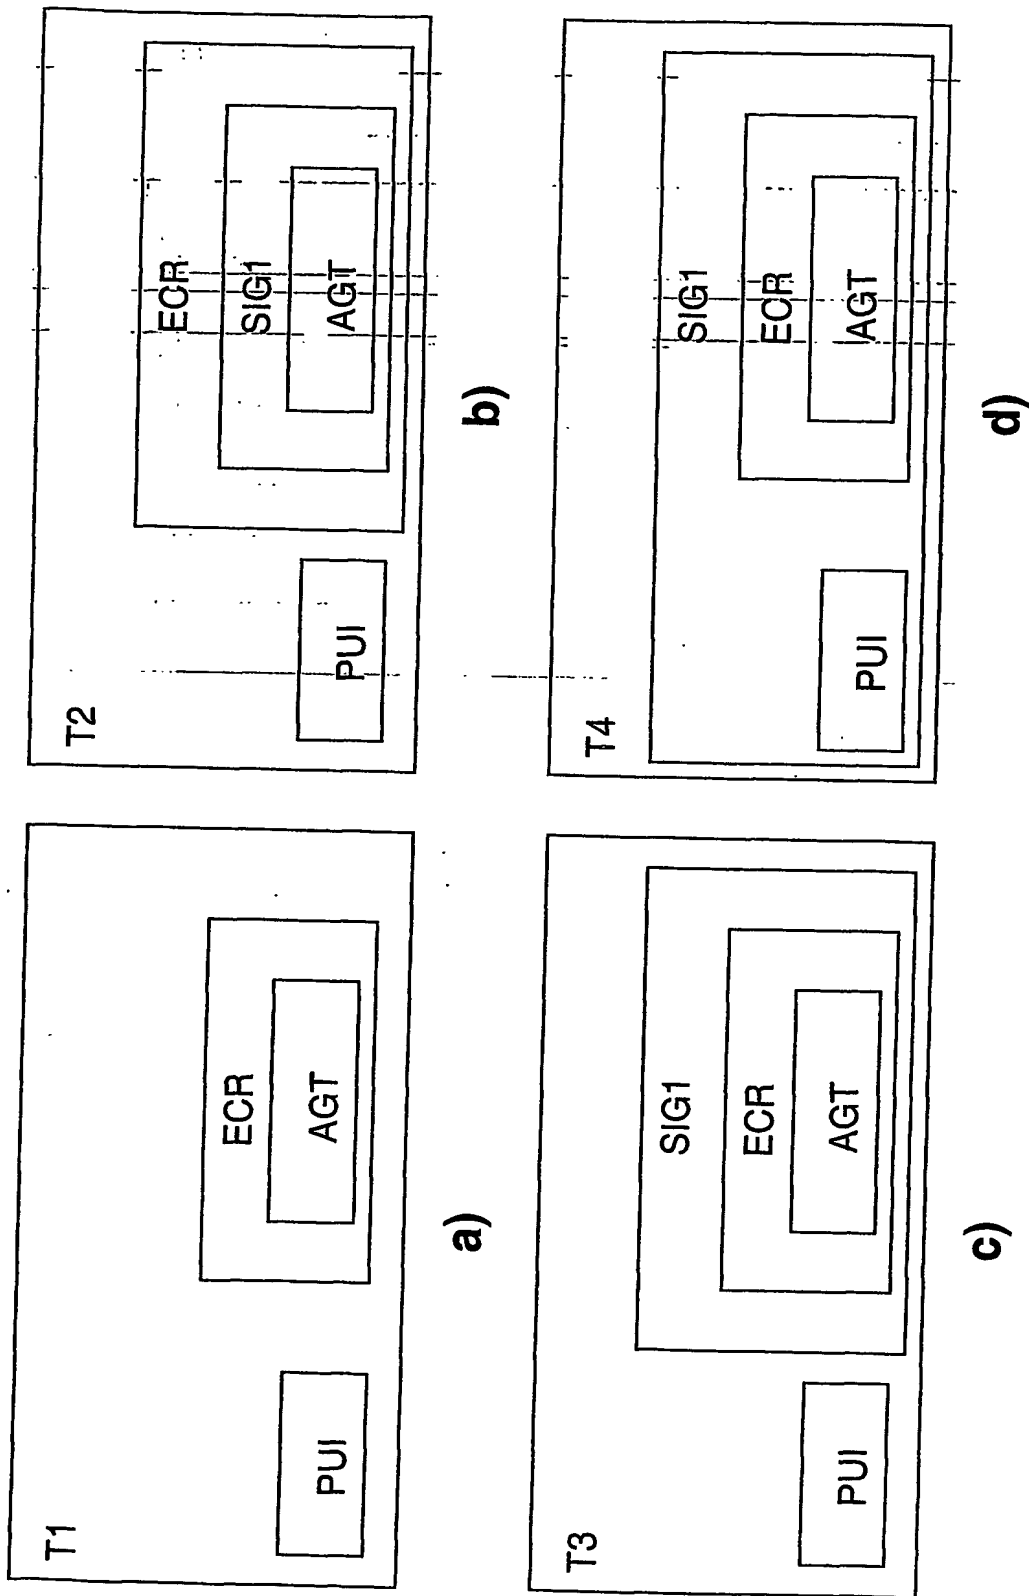 T1
PUI
ECR
AGT
a)
T2
PUI
ECR
SIG1
AGT
b)
T3
PUI
SIG1
ECR
AGT
c)
T4
PUI
SIG1
ECR
AGT
d)